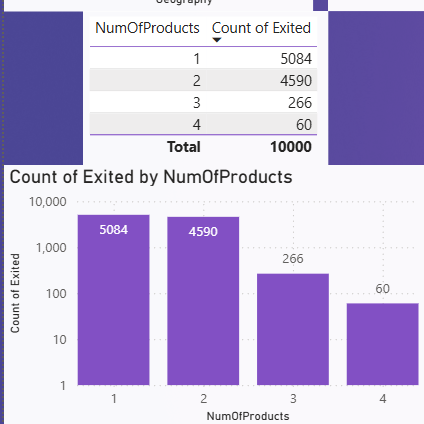 Geography
NumOfProducts Count of Exited
1 5084
2 4590
3 266
4 60
Total 10000
Count of Exited by NumOfProducts
10,000
1,000
100
10
1
Count of Exited
5084
4590
266
60
1 2 3 4
NumOfProducts